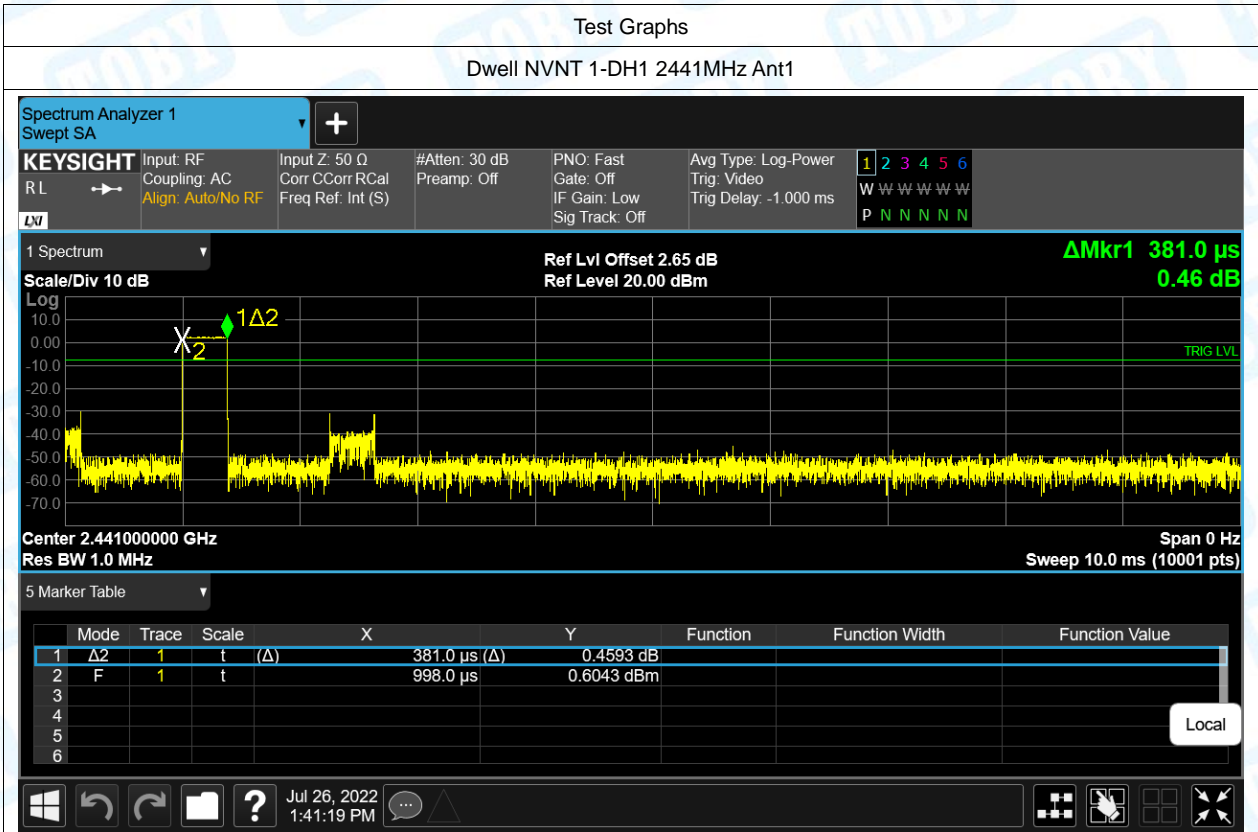 Test Graphs
Dwell NVNT 1-DH1 2441MHz Ant1
Spectrum Analyzer 1
Swept SA
+
KEYSIGHT
RL
LXI
Input: RF
Coupling: AC
Align: Auto/No RF
Input Z: 50 Ω
Corr CCorr RCal
Freq Ref: Int (S)
#Atten: 30 dB
Preamp: Off
PNO: Fast
Gate: Off
IF Gain: Low
Sig Track: Off
Avg Type: Log-Power
Trig: Video
Trig Delay: -1.000 ms
1 2 3 4 5 6
W W W W W W
P N N N N N
1 Spectrum
Scale/Div 10 dB
Ref Lvl Offset 2.65 dB
Ref Level 20.00 dBm
ΔMkr1 381.0 µs
0.46 dB
Log
10.0
0.00
-10.0
-20.0
-30.0
-40.0
-50.0
-60.0
-70.0
1Δ2
X2
TRIG LVL
Center 2.441000000 GHz
Res BW 1.0 MHz
Span 0 Hz
Sweep 10.0 ms (10001 pts)
5 Marker Table
Mode Trace Scale X Y Function Function Width Function Value
1 Δ2 1 t (Δ) 381.0 µs (Δ) 0.4593 dB
2 F 1 t 998.0 µs 0.6043 dBm
3
4
5
6
Local
?
Jul 26, 2022
1:41:19 PM
TOBY